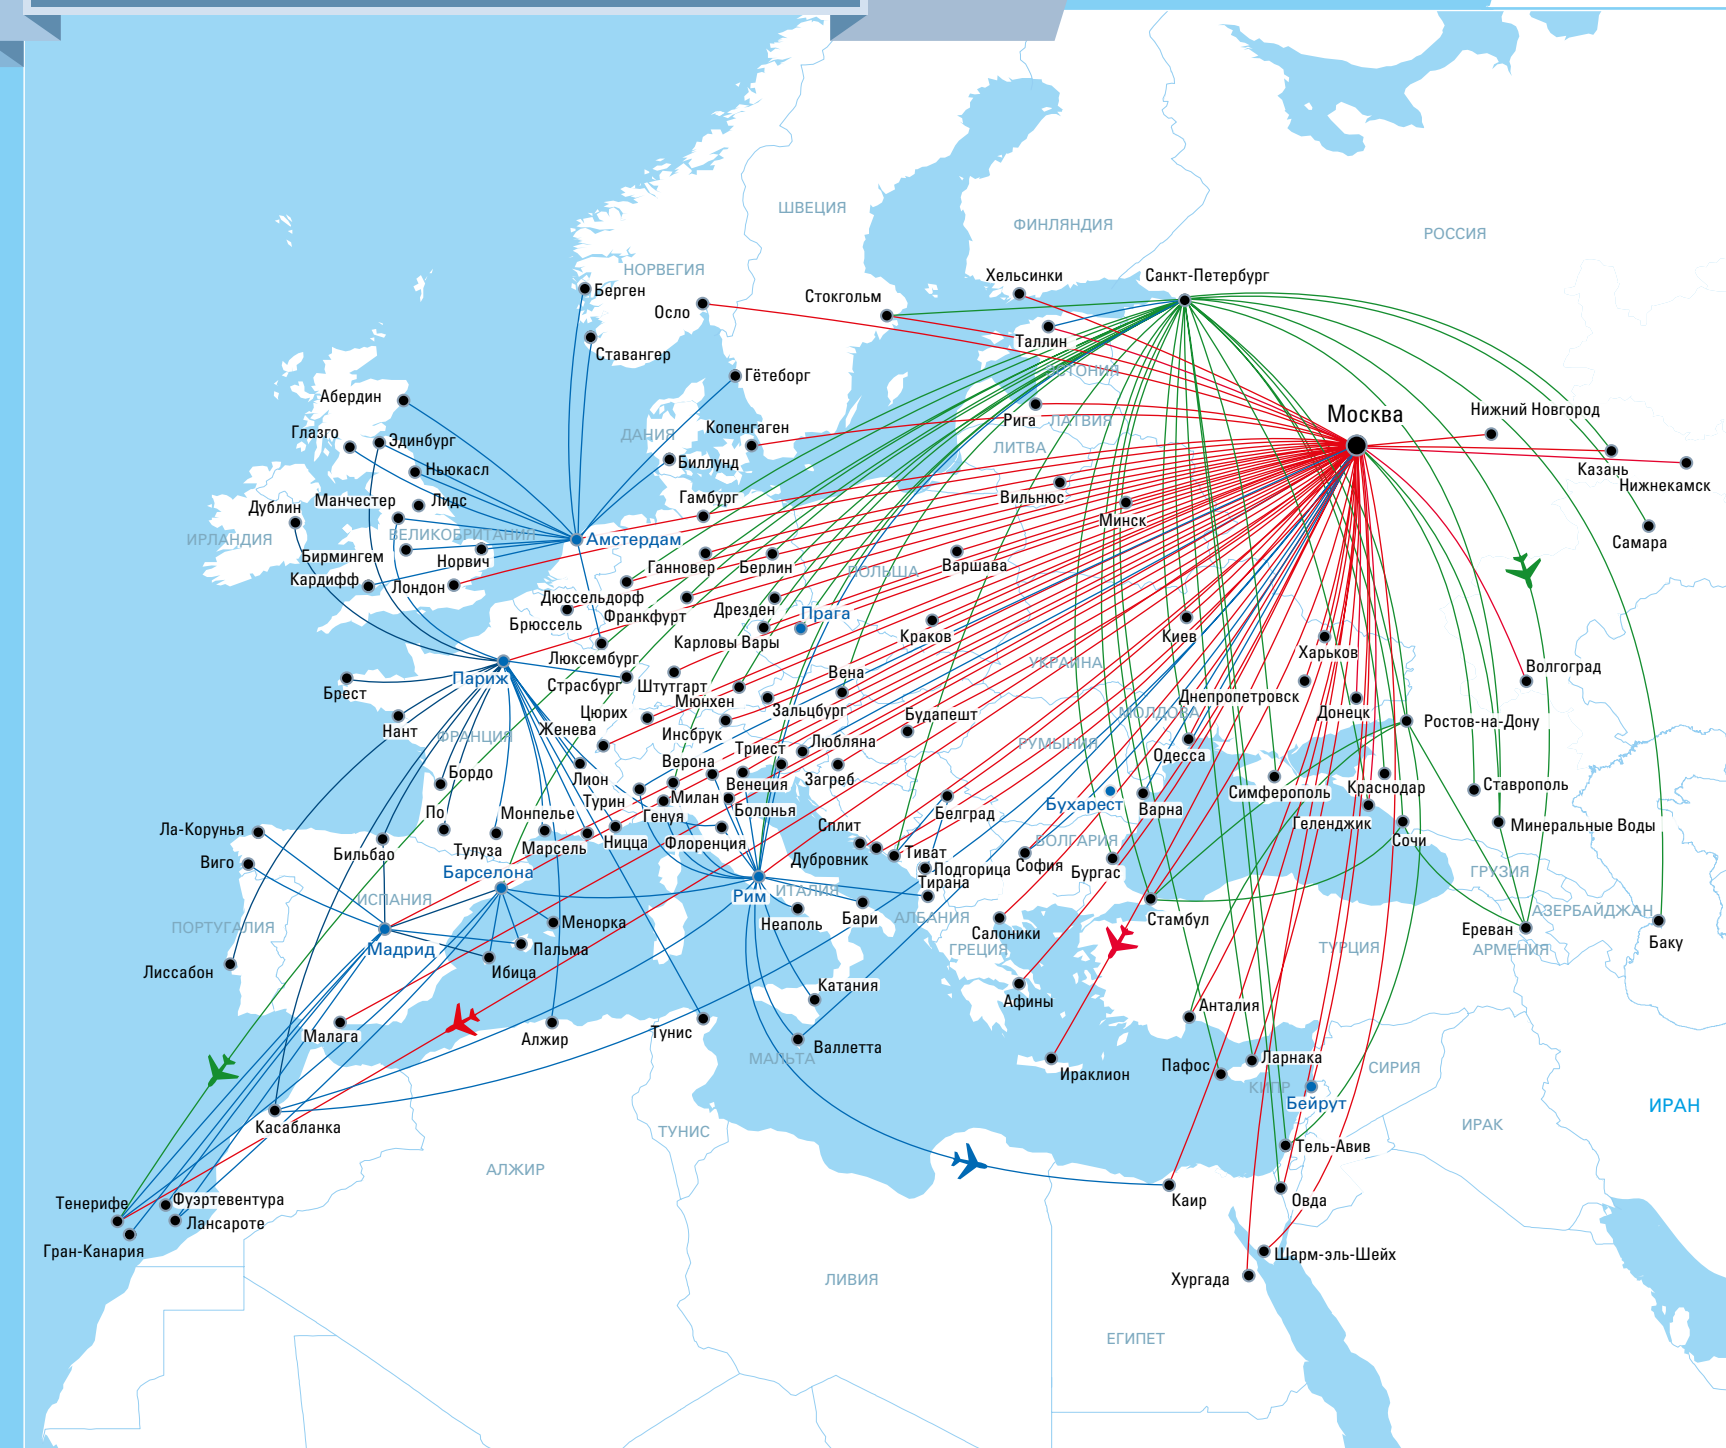 ШВЕЦИЯ
ФИНЛЯНДИЯ
РОССИЯ
НОРВЕГИЯ
Хельсинки
Санкт-Петербург
Берген
Стокгольм
Осло
Ставангер
Таллин
ЭСТОНИЯ
Гётеборг
Абердин
Москва
Нижний Новгород
Рига
ЛАТВИЯ
Глазго
Эдинбург
ДАНИЯ
Копенгаген
ЛИТВА
Биллунд
Ньюкасл
Казань
Нижнекамск
Манчестер
Лидс
Гамбург
Вильнюс
Дублин
Минск
ИРЛАНДИЯ
ВЕЛИКОБРИТАНИЯ
Амстердам
Самара
Бирмингем
Норвич
Ганновер
Берлин
ПОЛЬША
Варшава
Кардифф
Лондон
Дюссельдорф
Дрезден
Прага
Брюссель
Франкфурт
Карловы Вары
Краков
Киев
Харьков
Люксембург
УКРАИНА
Волгоград
Париж
Страсбург
Штутгарт
Вена
Брест
Мюнхен
Днепропетровск
Цюрих
Зальцбург
Будапешт
МОЛДОВА
Донецк
Ростов-на-Дону
Нант
ФРАНЦИЯ
Женева
Инсбрук
Любляна
РУМЫНИЯ
Триест
Одесса
Верона
Бордо
Лион
Венеция
Загреб
Симферополь
Краснодар
Ставрополь
Турин
Милан
Бухарест
По
Монпелье
Генуя
Болонья
Белград
Варна
Геленджик
Минеральные Воды
Ла-Корунья
Сплит
Бильбао
Тулуза
Марсель
Ницца
Флоренция
БОЛГАРИЯ
Сочи
Виго
Дубровник
Тиват
Барселона
Подгорица
София
Бургас
ГРУЗИЯ
Тирана
ИСПАНИЯ
Рим
ИТАЛИЯ
АЗЕРБАЙДЖАН
ПОРТУГАЛИЯ
Менорка
Неаполь
Бари
АЛБАНИЯ
Стамбул
Салоники
Ереван
Мадрид
Пальма
ГРЕЦИЯ
ТУРЦИЯ
АРМЕНИЯ
Баку
Лиссабон
Ибица
Катания
Афины
Анталия
Малага
Алжир
Тунис
Валлетта
МАЛЬТА
Ираклион
Пафос
Ларнака
СИРИЯ
КИПР
Бейрут
ИРАН
Касабланка
ТУНИС
ИРАК
Тель-Авив
АЛЖИР
Тенерифе
Фуэртевентура
Каир
Овда
Лансароте
Гран-Канария
Шарм-эль-Шейх
ЛИВИЯ
Хургада
ЕГИПЕТ